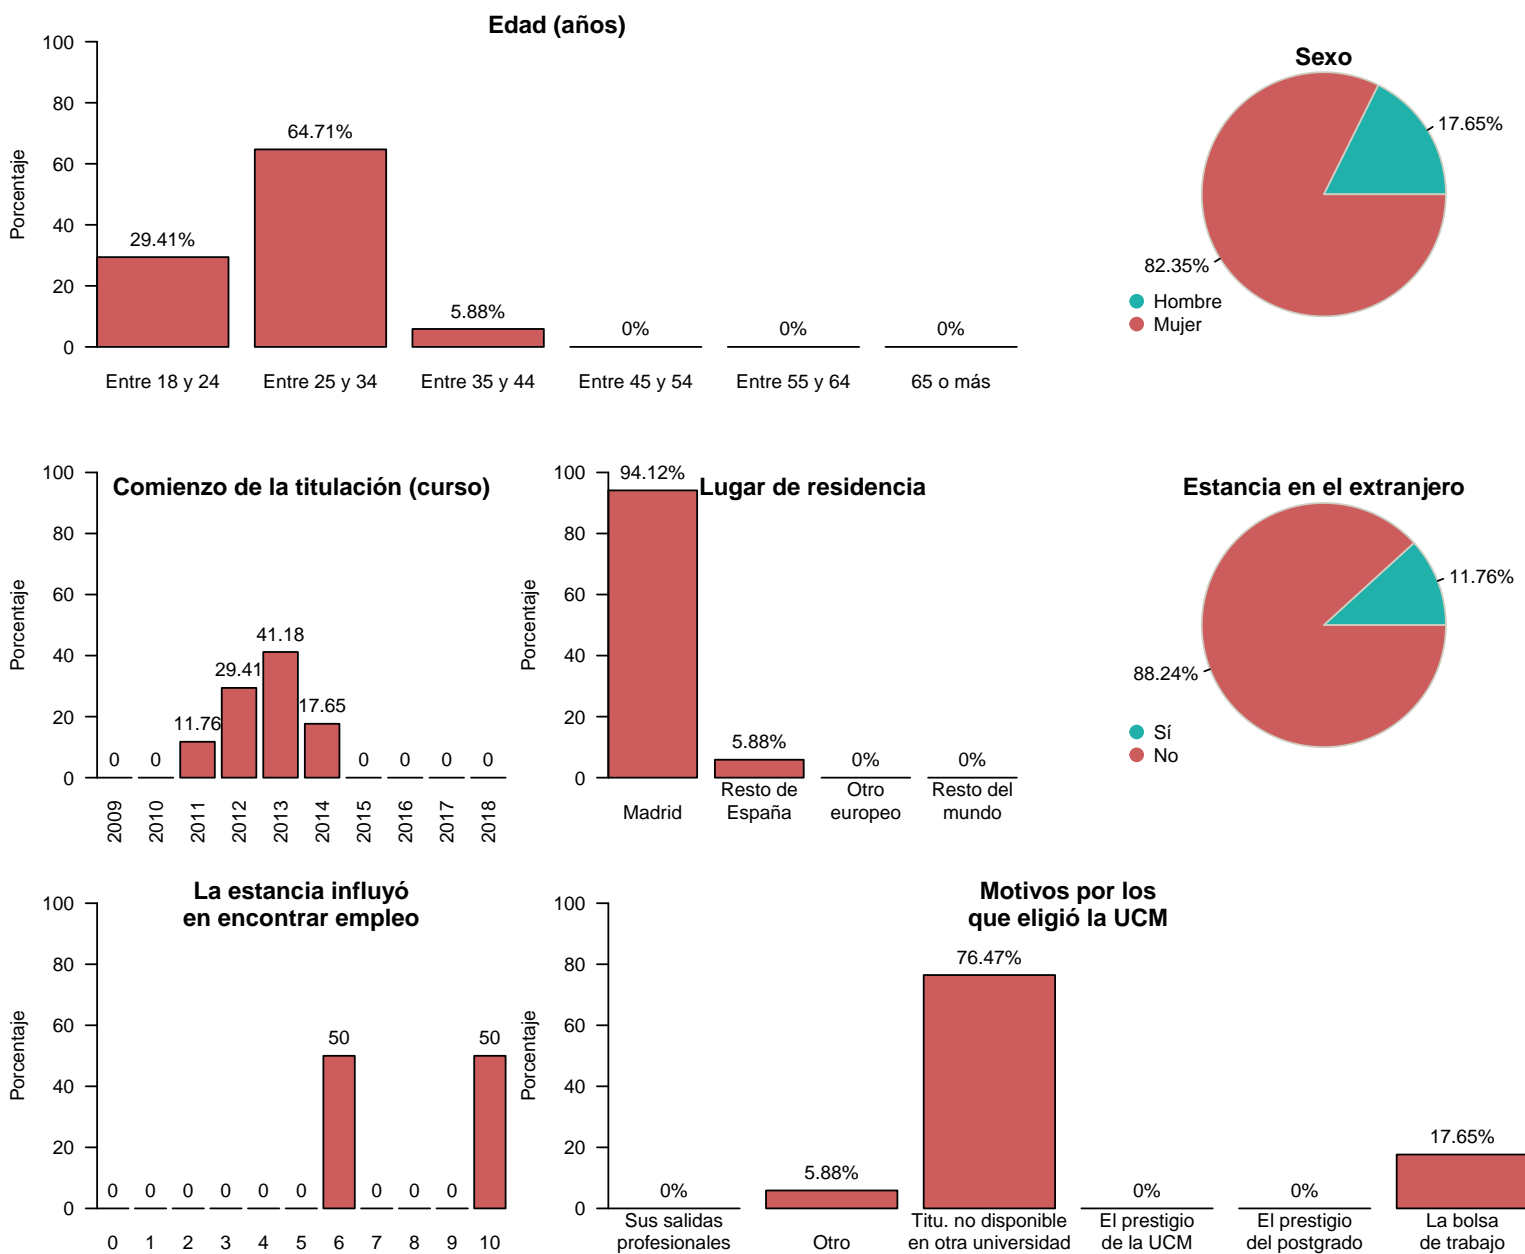 Edad (años)
Porcentaje
100
80
60
40
20
0
29.41%
64.71%
5.88%
0%
0%
0%
Entre 18 y 24
Entre 25 y 34
Entre 35 y 44
Entre 45 y 54
Entre 55 y 64
65 o más
Sexo
17.65%
82.35%
Hombre
Mujer
Comienzo de la titulación (curso)
Porcentaje
100
80
60
40
20
0
0
0
11.76
29.41
41.18
17.65
0
0
0
0
2009
2010
2011
2012
2013
2014
2015
2016
2017
2018
Lugar de residencia
Porcentaje
100
80
60
40
20
0
94.12%
5.88%
0%
0%
Madrid
Resto de
España
Otro
europeo
Resto del
mundo
Estancia en el extranjero
11.76%
88.24%
Sí
No
La estancia influyó
en encontrar empleo
Porcentaje
100
80
60
40
20
0
0
0
0
0
0
0
50
0
0
0
50
0
1
2
3
4
5
6
7
8
9
10
Motivos por los
que eligió la UCM
Porcentaje
100
80
60
40
20
0
0%
5.88%
76.47%
0%
0%
17.65%
Sus salidas
profesionales
Otro
Titu. no disponible
en otra universidad
El prestigio
de la UCM
El prestigio
del postgrado
La bolsa
de trabajo